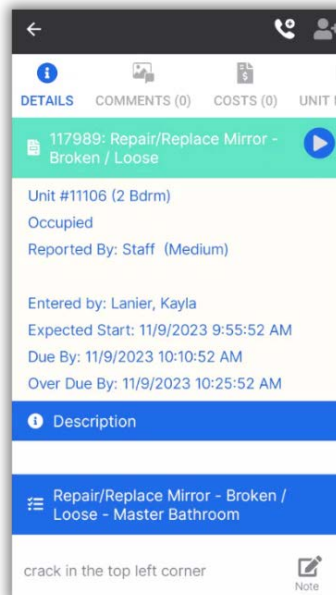 DETAILS COMMENTS (0) COSTS (0) UNIT
117989: Repair/Replace Mirror -
Broken / Loose
Unit #11106 (2 Bdrm)
Occupied
Reported By: Staff (Medium)
Entered by: Lanier, Kayla
Expected Start: 11/9/2023 9:55:52 AM
Due By: 11/9/2023 10:10:52 AM
Over Due By: 11/9/2023 10:25:52 AM
Description
Repair/Replace Mirror - Broken /
Loose - Master Bathroom
crack in the top left corner
Note